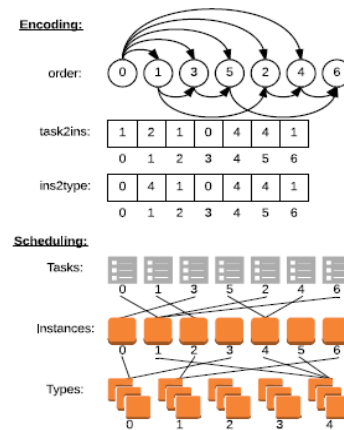 Encoding:
order: 0 1 3 5 2 4 6
task2ins: 1 2 1 0 4 4 1
0 1 2 3 4 5 6
ins2type: 0 4 1 0 4 4 1
0 1 2 3 4 5 6
Scheduling:
Tasks:
0 1 3 5 2 4 6
Instances:
0 1 2 3 4 5 6
Types:
0 1 2 3 4